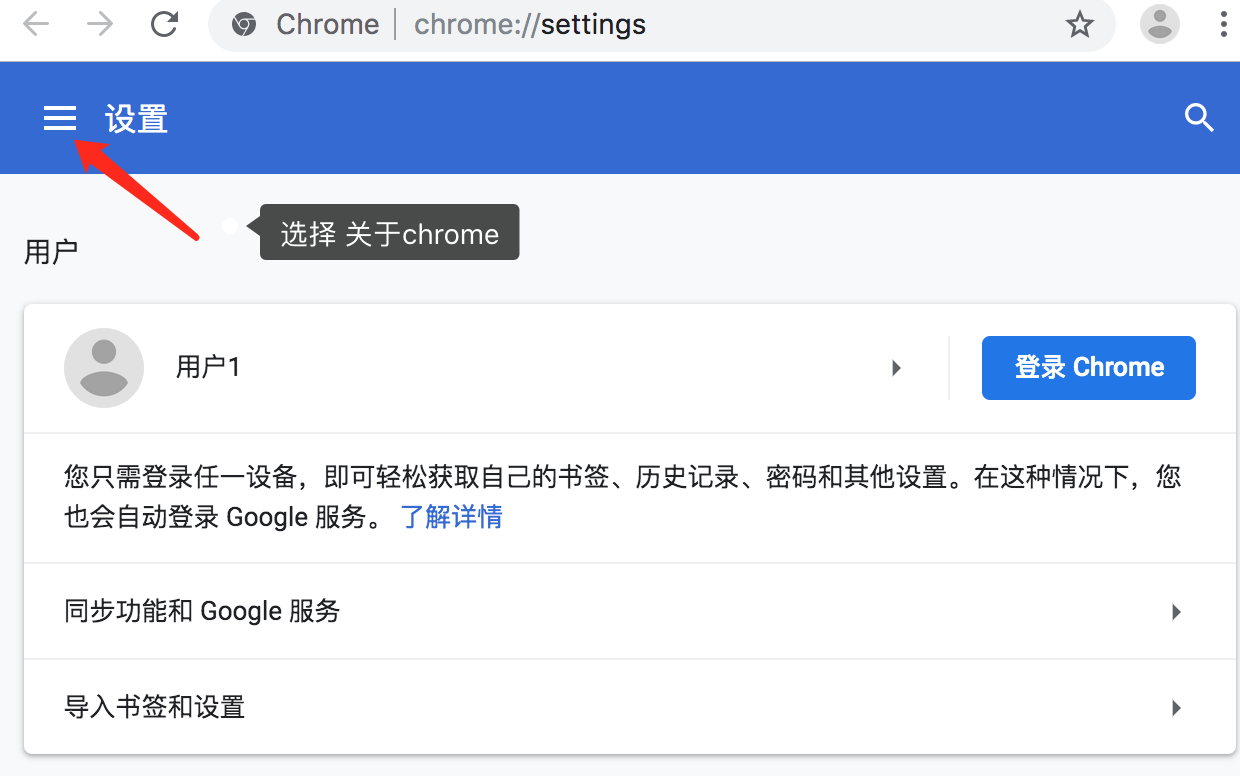 Chrome | chrome://settings
设置
选择 关于chrome
用户
用户1
登录 Chrome
您只需登录任一设备，即可轻松获取自己的书签、历史记录、密码和其他设置。在这种情况下，您
也会自动登录 Google 服务。 了解详情
同步功能和 Google 服务
导入书签和设置